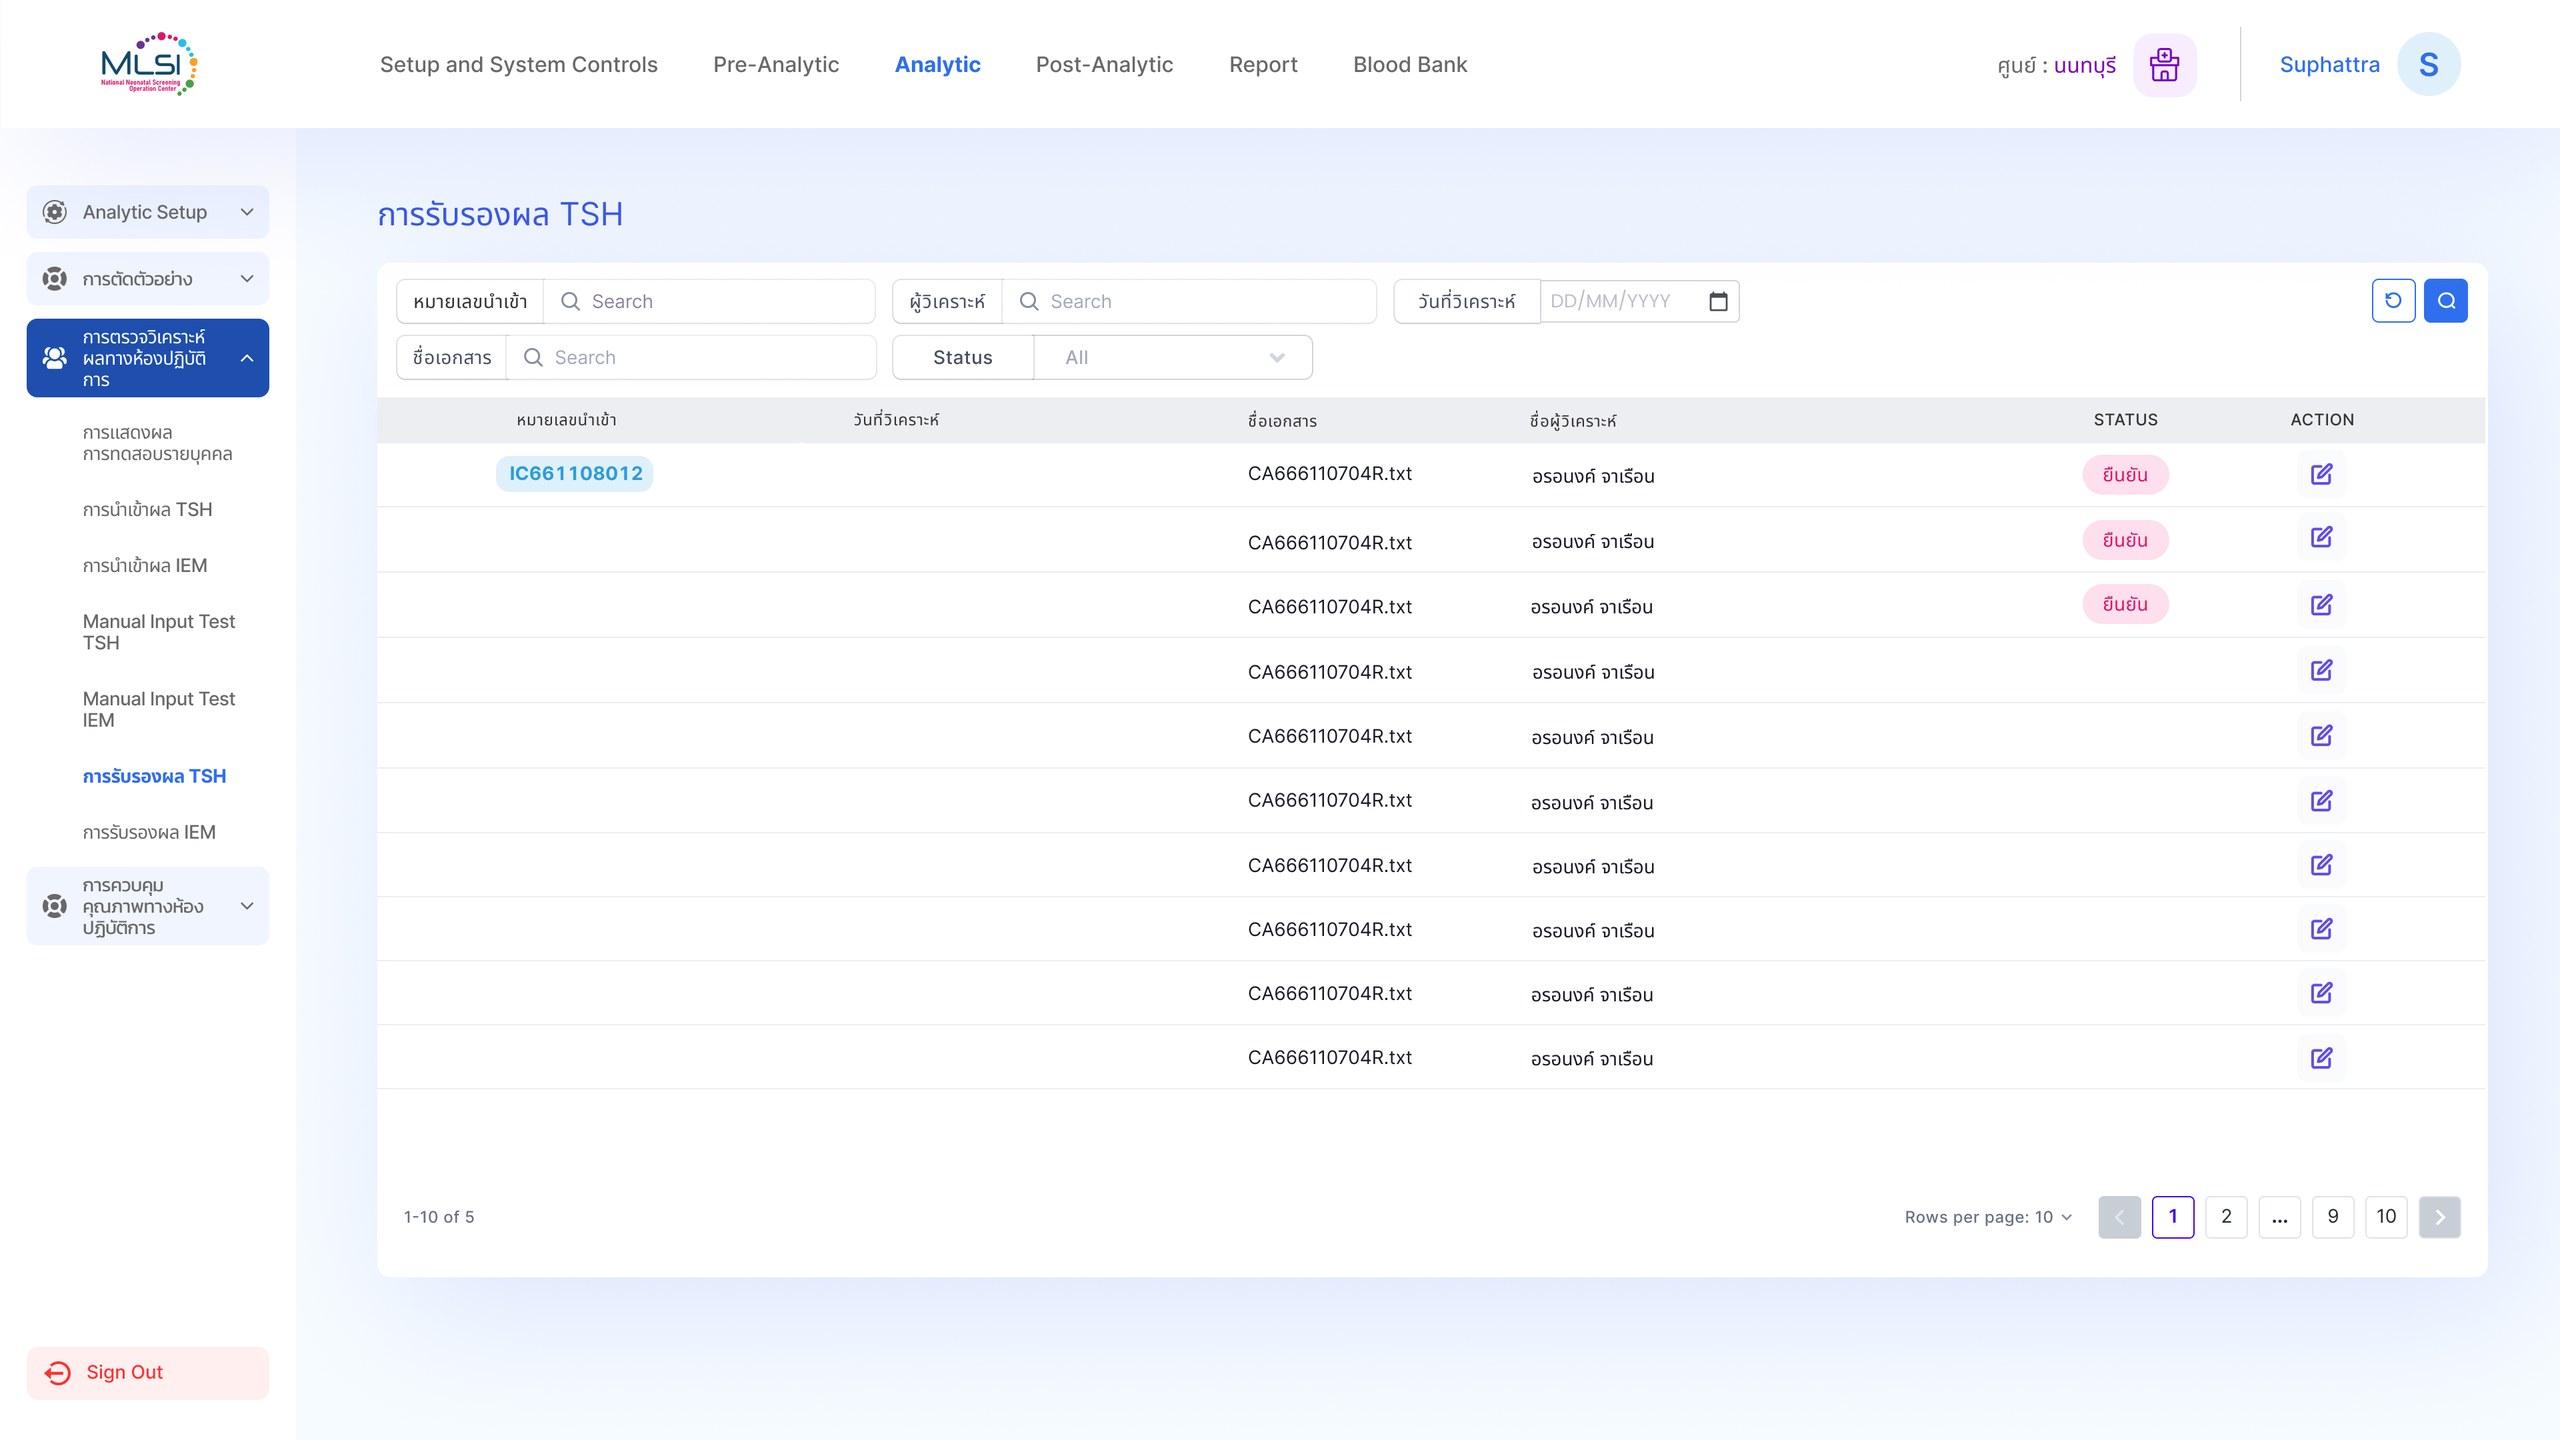 MLSI
National Neonatal Screening
Operation Center
Setup and System Controls
Pre-Analytic
Analytic
Post-Analytic
Report
Blood Bank
ศูนย์ : นนทบุรี
Suphattra
S
Analytic Setup
การตัดตัวอย่าง
การตรวจวิเคราะห์
ผลทางห้องปฏิบัติ
การ
การแสดงผล
การทดสอบรายบุคคล
การนำเข้าผล TSH
การนำเข้าผล IEM
Manual Input Test
TSH
Manual Input Test
IEM
การรับรองผล TSH
การรับรองผล IEM
การควบคุม
คุณภาพทางห้อง
ปฏิบัติการ
Sign Out
การรับรองผล TSH
หมายเลขนำเข้า Search
ผู้วิเคราะห์ Search
วันที่วิเคราะห์ DD/MM/YYYY
ชื่อเอกสาร Search
Status All
หมายเลขนำเข้า วันที่วิเคราะห์ ชื่อเอกสาร ชื่อผู้วิเคราะห์ STATUS ACTION
IC661108012 CA666110704R.txt อรอนงค์ จาเรือน ยืนยัน
CA666110704R.txt อรอนงค์ จาเรือน ยืนยัน
CA666110704R.txt อรอนงค์ จาเรือน ยืนยัน
CA666110704R.txt อรอนงค์ จาเรือน
CA666110704R.txt อรอนงค์ จาเรือน
CA666110704R.txt อรอนงค์ จาเรือน
CA666110704R.txt อรอนงค์ จาเรือน
CA666110704R.txt อรอนงค์ จาเรือน
CA666110704R.txt อรอนงค์ จาเรือน
CA666110704R.txt อรอนงค์ จาเรือน
1-10 of 5
Rows per page: 10
1 2 ... 9 10